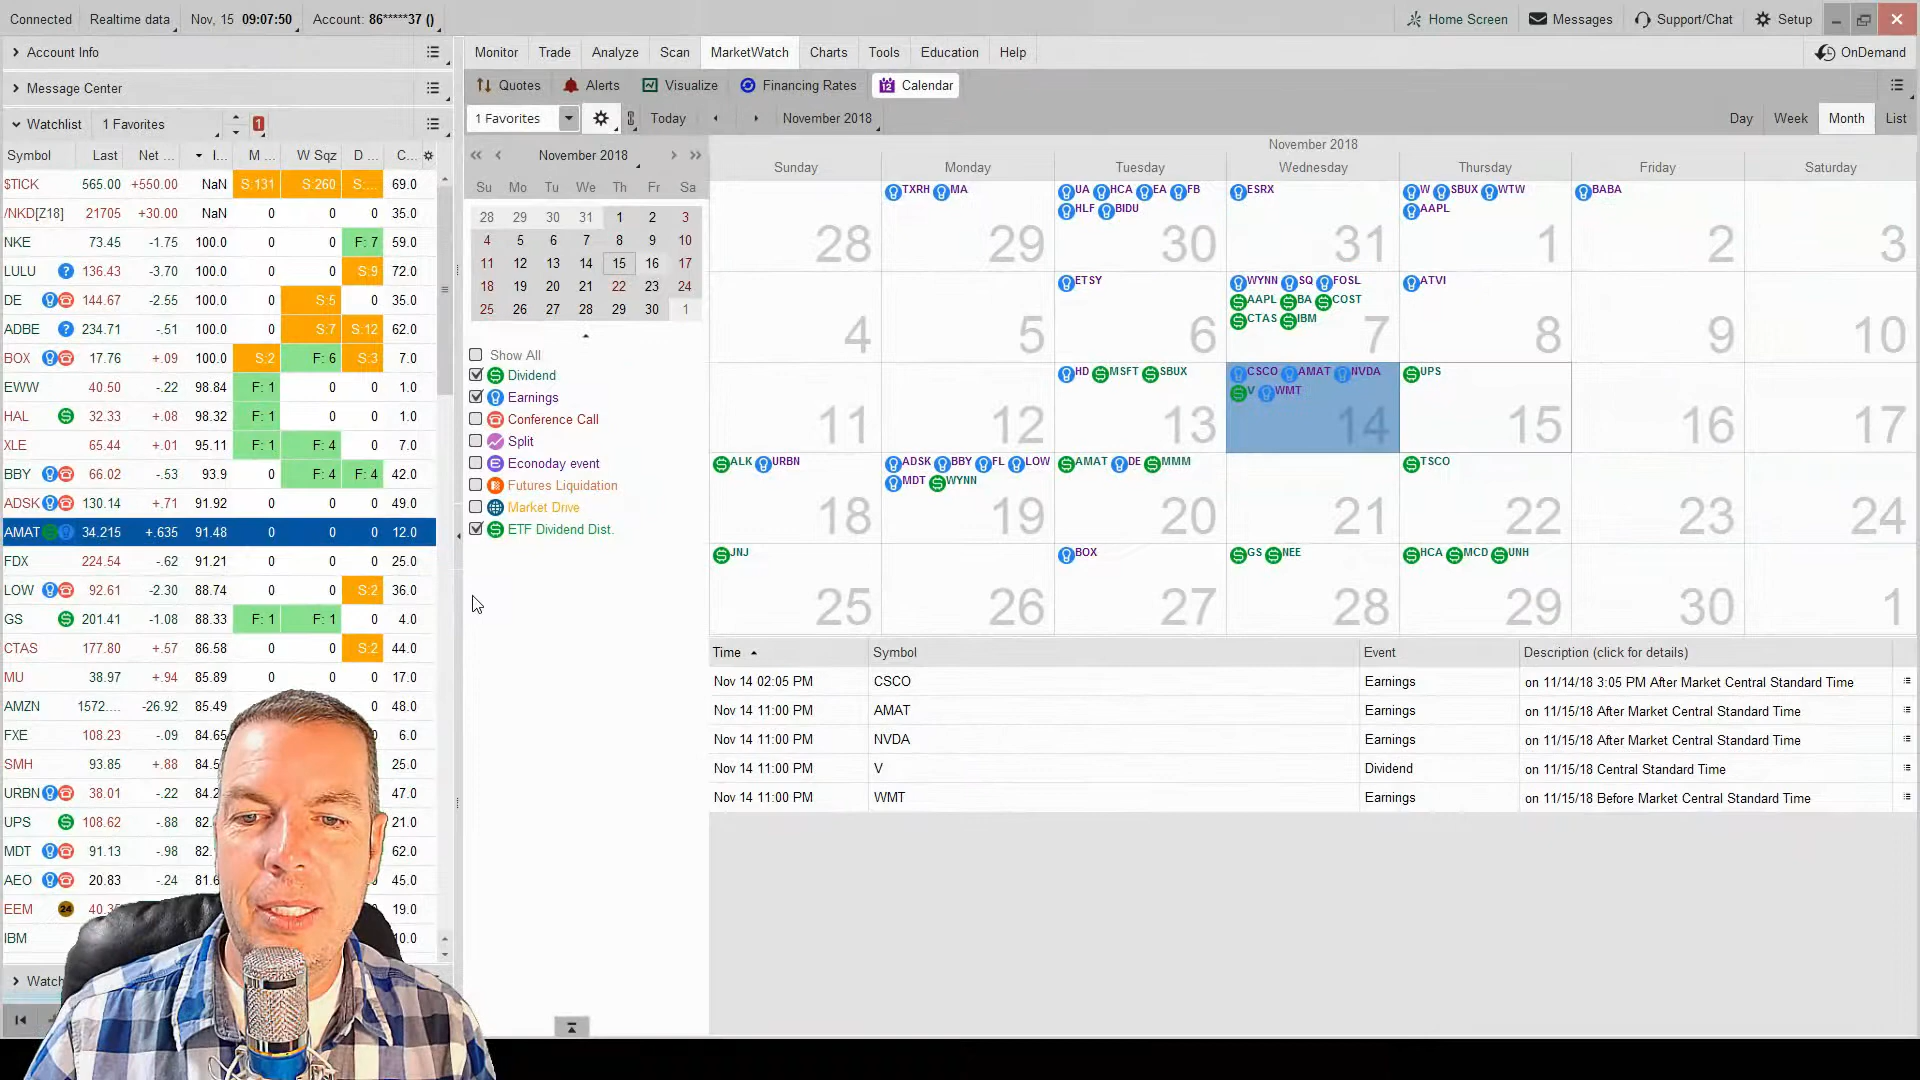 Connected Realtime data Nov, 15 09:07:50 Account: 86*****37 () Home Screen Messages Support/Chat Setup
Account Info
Message Center
Watchlist 1 Favorites 1
Symbol Last Net ... I... M ... W Sqz D ... C...
$TICK 565.00 +550.00 NaN S:131 S:260 S:... 69.0
/NKD[Z18] 21705 +30.00 NaN 0 0 0 35.0
NKE 73.45 -1.75 100.0 0 0 F: 7 59.0
LULU ? 136.43 -3.70 100.0 0 0 S:9 72.0
DE 144.67 -2.55 100.0 0 S:5 0 35.0
ADBE ? 234.71 -.51 100.0 0 S:7 S:12 62.0
BOX 17.76 +.09 100.0 S:2 F: 6 S:3 7.0
EWW 40.50 -.22 98.84 F: 1 0 0 1.0
HAL 32.33 +.08 98.32 F: 1 0 0 1.0
XLE 65.44 +.01 95.11 F: 1 F: 4 0 7.0
BBY 66.02 -.53 93.9 0 F: 4 F: 4 42.0
ADSK 130.14 +.71 91.92 0 0 0 49.0
AMAT 34.215 +.635 91.48 0 0 0 12.0
FDX 224.54 -.62 91.21 0 0 0 25.0
LOW 92.61 -2.30 88.74 0 0 S:2 36.0
GS 201.41 -1.08 88.33 F: 1 F: 1 0 4.0
CTAS 177.80 +.57 86.58 0 0 S:2 44.0
MU 38.97 +.94 85.89 0 0 0 17.0
AMZN 1572.... -26.92 85.49 0 0 0 48.0
FXE 108.23 -.09 84.65 0 6.0
SMH 93.85 +.88 84.5 25.0
URBN 38.01 -.22 84.2 47.0
UPS 108.62 -.88 82. 21.0
MDT 91.13 -.98 82. 62.0
AEO 20.83 -.24 81.6 45.0
EEM 24 40.3 19.0
IBM 10.0
Watch
Monitor Trade Analyze Scan MarketWatch Charts Tools Education Help OnDemand
Quotes Alerts Visualize Financing Rates Calendar
1 Favorites Today November 2018 Day Week Month List
November 2018
Su Mo Tu We Th Fr Sa
28 29 30 31 1 2 3
4 5 6 7 8 9 10
11 12 13 14 15 16 17
18 19 20 21 22 23 24
25 26 27 28 29 30 1
Show All
Dividend
Earnings
Conference Call
Split
Econoday event
Futures Liquidation
Market Drive
ETF Dividend Dist.
November 2018
Sunday Monday Tuesday Wednesday Thursday Friday Saturday
TXRH MA UA HCA EA FB ESRX W SBUX WTW BABA
HLF BIDU AAPL
28 29 30 31 1 2 3
ETSY WYNN SQ FOSL ATVI
AAPL BA COST
CTAS IBM
4 5 6 7 8 9 10
HD MSFT SBUX CSCO AMAT NVDA UPS
V WMT
11 12 13 14 15 16 17
ALK URBN ADSK BBY FL LOW AMAT DE MMM TSCO
MDT WYNN
18 19 20 21 22 23 24
JNJ BOX GS NEE HCA MCD UNH
25 26 27 28 29 30 1
Time Symbol Event Description (click for details)
Nov 14 02:05 PM CSCO Earnings on 11/14/18 3:05 PM After Market Central Standard Time
Nov 14 11:00 PM AMAT Earnings on 11/15/18 After Market Central Standard Time
Nov 14 11:00 PM NVDA Earnings on 11/15/18 After Market Central Standard Time
Nov 14 11:00 PM V Dividend on 11/15/18 Central Standard Time
Nov 14 11:00 PM WMT Earnings on 11/15/18 Before Market Central Standard Time